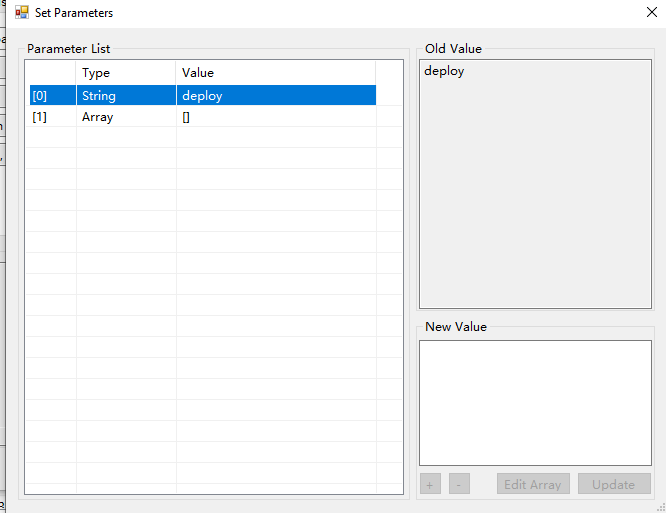 Set Parameters
Parameter List
Type Value
[0] String deploy
[1] Array []
Old Value
deploy
New Value
+ - Edit Array Update